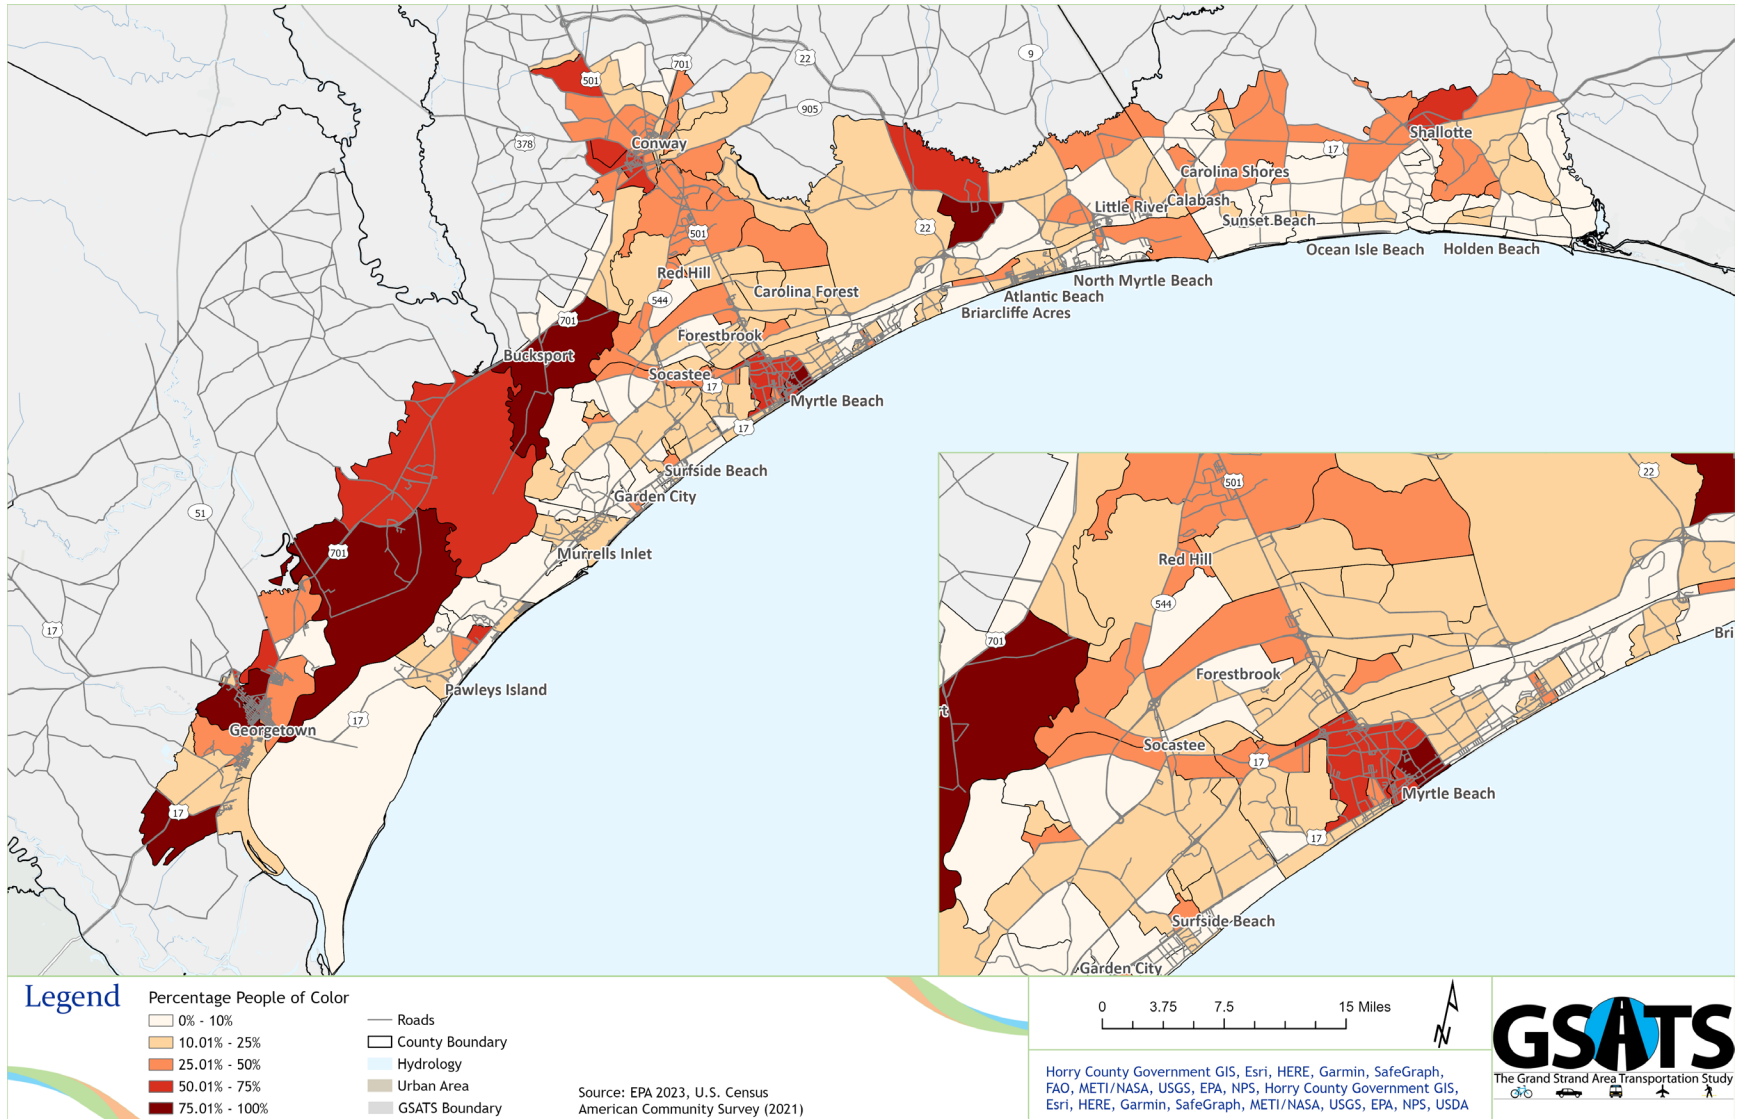 22
9
701
501
905
378
Conway
17
Shallotte
Carolina Shores
Calabash
Little River
Sunset Beach
22
501
Ocean Isle Beach
Holden Beach
Red Hill
North Myrtle Beach
Carolina Forest
Atlantic Beach
544
Briarcliffe Acres
701
Forestbrook
Bucksport
Socastee
17
Myrtle Beach
17
Surfside Beach
Garden City
51
701
Murrells Inlet
17
Pawleys Island
17
Georgetown
17
22
501
Red Hill
544
701
Bri
Forestbrook
rt
Socastee
17
Myrtle Beach
17
Surfside Beach
Garden City
Legend
Percentage People of Color
0% - 10%
10.01% - 25%
25.01% - 50%
50.01% - 75%
75.01% - 100%
Roads
County Boundary
Hydrology
Urban Area
GSATS Boundary
Source: EPA 2023, U.S. Census
American Community Survey (2021)
0 3.75 7.5 15 Miles
N
Horry County Government GIS, Esri, HERE, Garmin, SafeGraph,
FAO, METI/NASA, USGS, EPA, NPS, Horry County Government GIS,
Esri, HERE, Garmin, SafeGraph, METI/NASA, USGS, EPA, NPS, USDA
GSATS
The Grand Strand Area Transportation Study